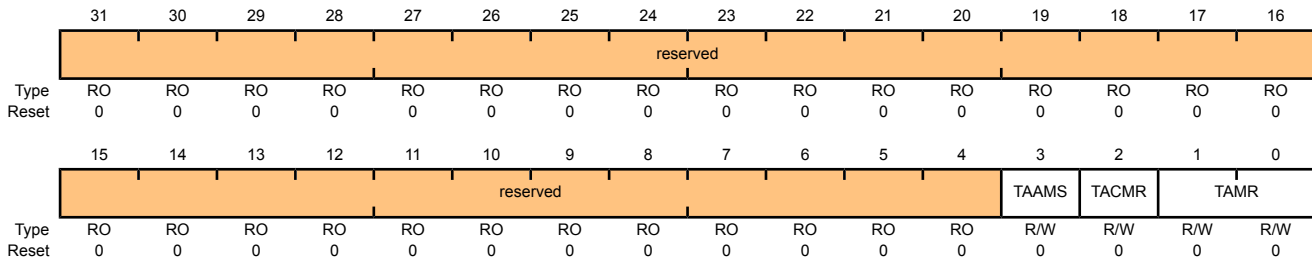 31 30 29 28 27 26 25 24 23 22 21 20 19 18 17 16
reserved
Type RO RO RO RO RO RO RO RO RO RO RO RO RO RO RO RO
Reset 0 0 0 0 0 0 0 0 0 0 0 0 0 0 0 0
15 14 13 12 11 10 9 8 7 6 5 4 3 2 1 0
reserved TAAMS TACMR TAMR
Type RO RO RO RO RO RO RO RO RO RO RO RO R/W R/W R/W R/W
Reset 0 0 0 0 0 0 0 0 0 0 0 0 0 0 0 0